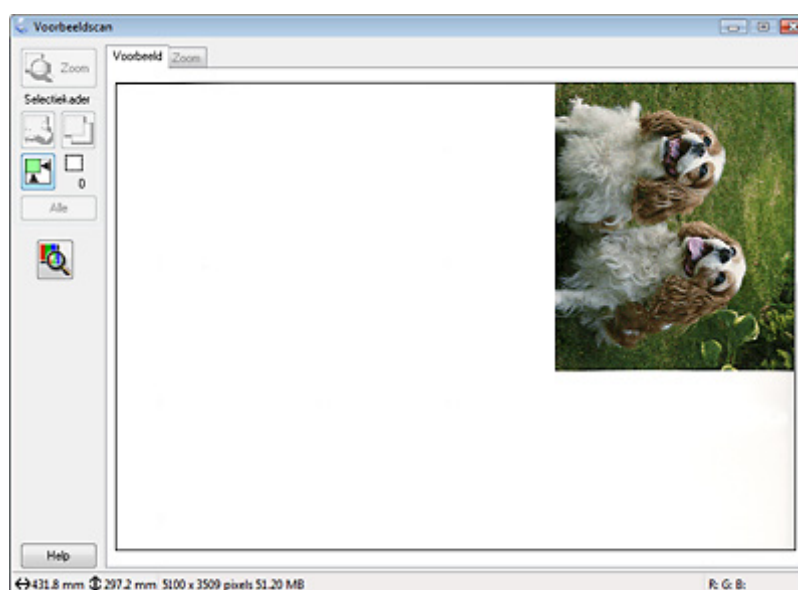 Voorbeeldscan
Zoom
Voorbeeld Zoom
Selectiekader
0
Alle
Help
431.8 mm 297.2 mm 5100 x 3509 pixels 51.20 MB
R: G: B: